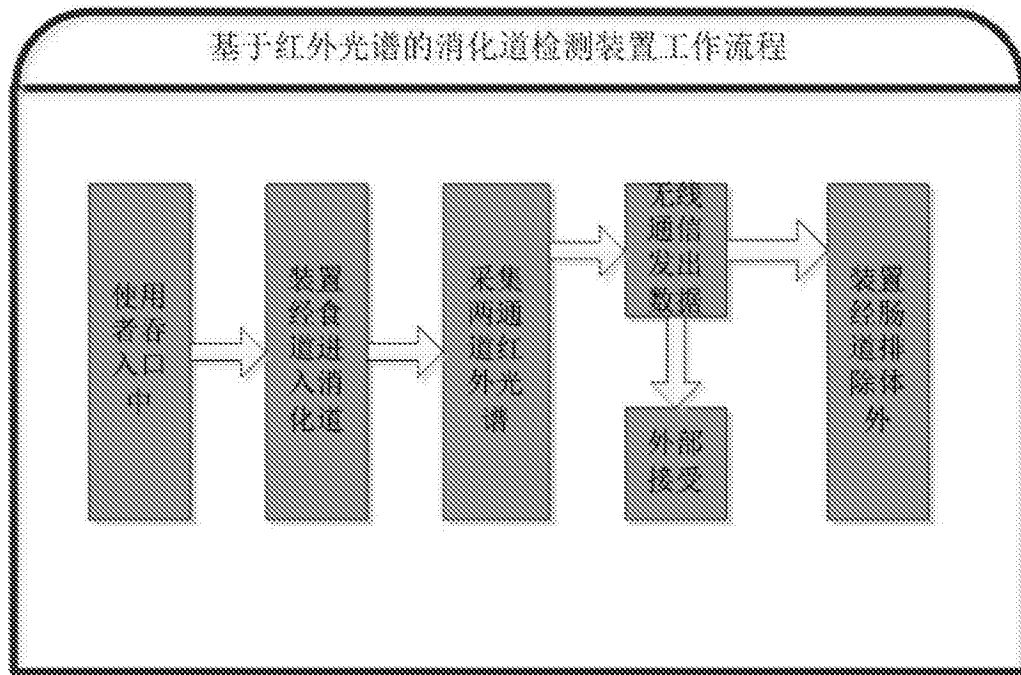 基于红外光谱的消化道检测装置工作流程
使用
者吞
入口
中
装置
经食
道进
入消
化道
采集
两通
道红
外光
谱
无线
通信
发出
数据
外部
接受
装置
经肠
道排
除体
外